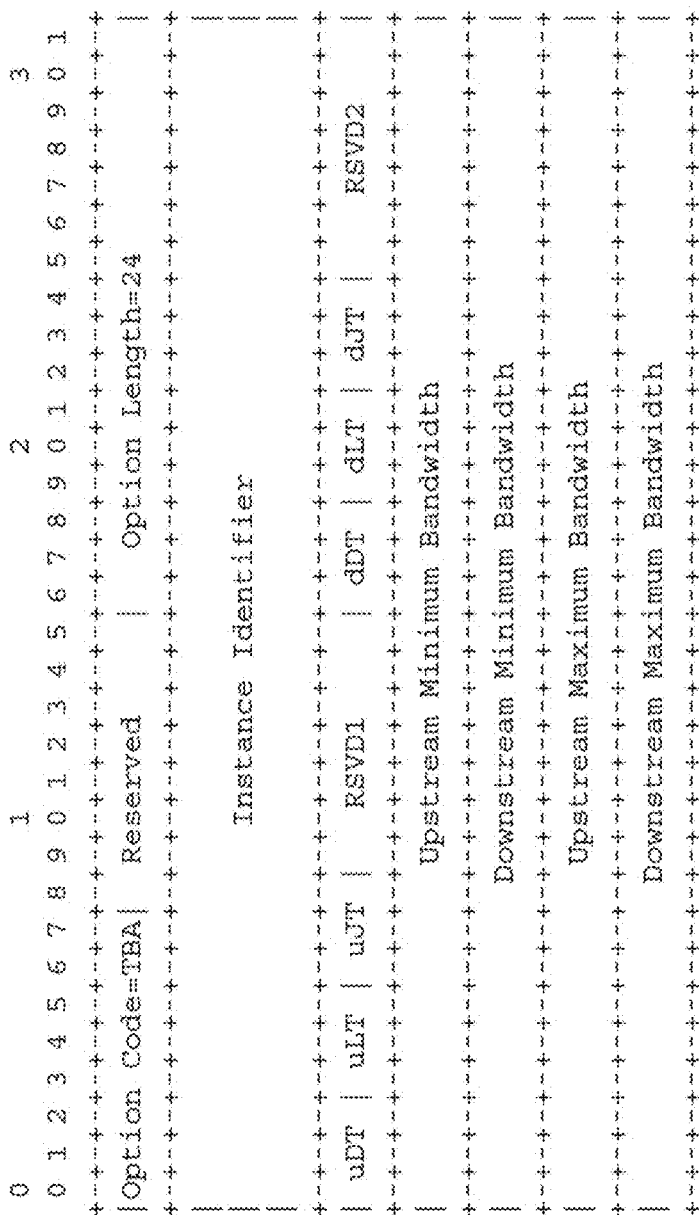 0                   1                   2                   3
0 1 2 3 4 5 6 7 8 9 0 1 2 3 4 5 6 7 8 9 0 1 2 3 4 5 6 7 8 9 0 1
+-+-+-+-+-+-+-+-+-+-+-+-+-+-+-+-+-+-+-+-+-+-+-+-+-+-+-+-+-+-+-+-+
|Option Code=TBA| Reserved | Option Length=24 |
+-+-+-+-+-+-+-+-+-+-+-+-+-+-+-+-+-+-+-+-+-+-+-+-+-+-+-+-+-+-+-+-+
| Instance Identifier |
+-+-+-+-+-+-+-+-+-+-+-+-+-+-+-+-+-+-+-+-+-+-+-+-+-+-+-+-+-+-+-+-+
| uDT | uLT | uJT | RSVD1 | dDT | dLT | dJT | RSVD2 |
+-+-+-+-+-+-+-+-+-+-+-+-+-+-+-+-+-+-+-+-+-+-+-+-+-+-+-+-+-+-+-+-+
| Upstream Minimum Bandwidth |
+-+-+-+-+-+-+-+-+-+-+-+-+-+-+-+-+-+-+-+-+-+-+-+-+-+-+-+-+-+-+-+-+
| Downstream Minimum Bandwidth |
+-+-+-+-+-+-+-+-+-+-+-+-+-+-+-+-+-+-+-+-+-+-+-+-+-+-+-+-+-+-+-+-+
| Upstream Maximum Bandwidth |
+-+-+-+-+-+-+-+-+-+-+-+-+-+-+-+-+-+-+-+-+-+-+-+-+-+-+-+-+-+-+-+-+
| Downstream Maximum Bandwidth |
+-+-+-+-+-+-+-+-+-+-+-+-+-+-+-+-+-+-+-+-+-+-+-+-+-+-+-+-+-+-+-+-+